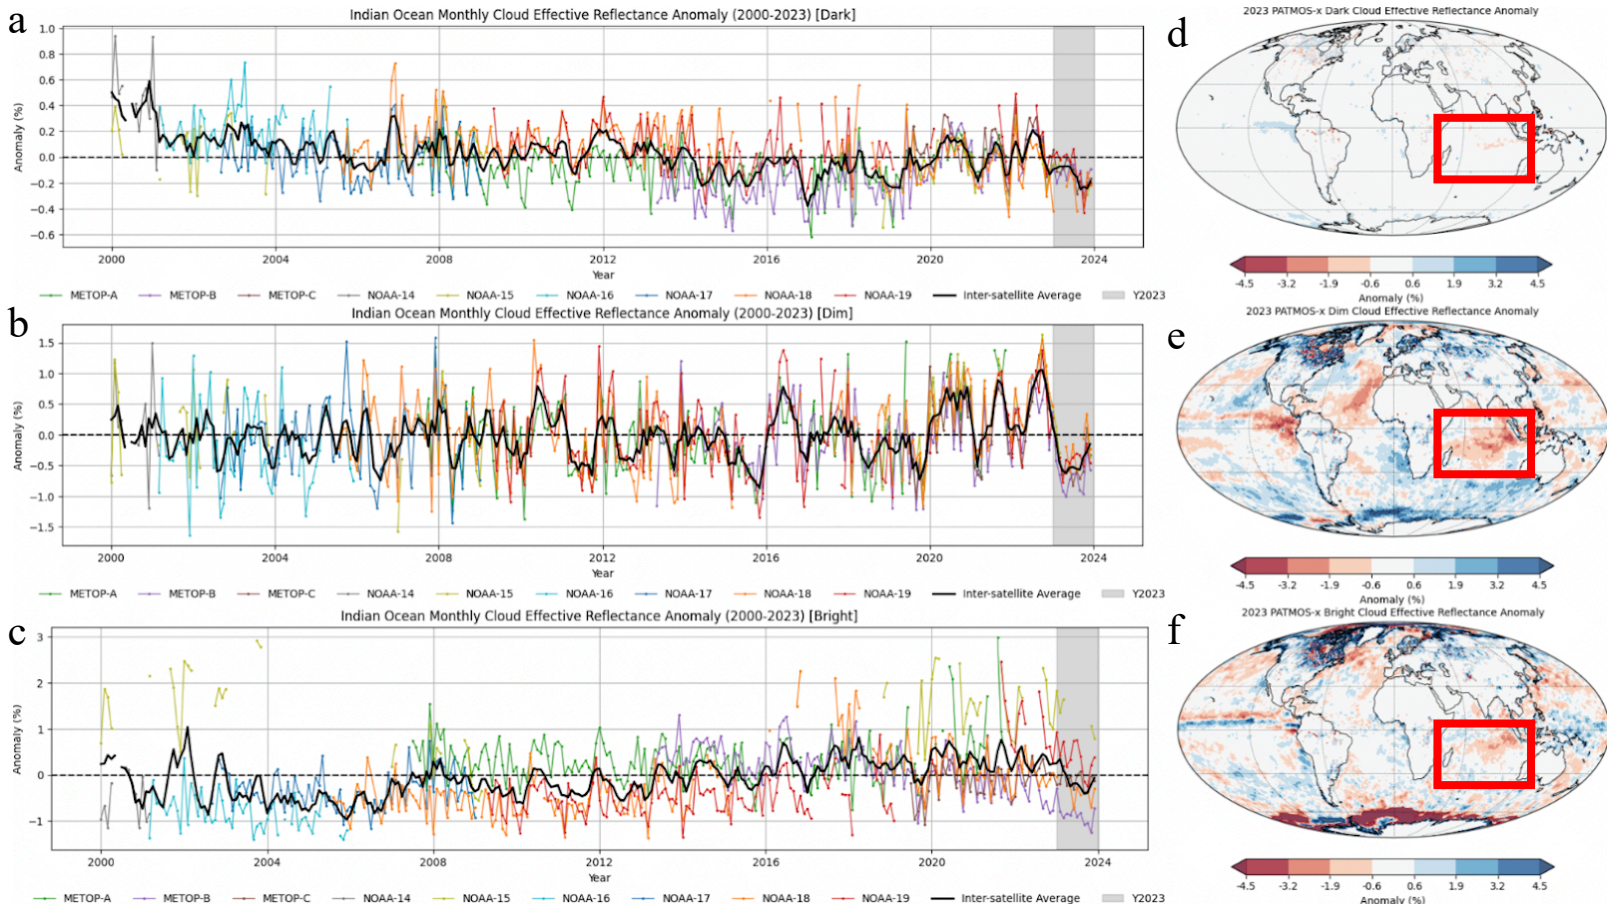 a
Indian Ocean Monthly Cloud Effective Reflectance Anomaly (2000-2023) [Dark]
1.0
0.8
0.6
0.4
0.2
0.0
−0.2
−0.4
−0.6
Anomaly (%)
2000 2004 2008 2012 2016 2020 2024
Year
METOP-A METOP-B METOP-C NOAA-14 NOAA-15 NOAA-16 NOAA-17 NOAA-18 NOAA-19 Inter-satellite Average Y2023
b
Indian Ocean Monthly Cloud Effective Reflectance Anomaly (2000-2023) [Dim]
1.5
1.0
0.5
0.0
−0.5
−1.0
−1.5
Anomaly (%)
2000 2004 2008 2012 2016 2020 2024
Year
METOP-A METOP-B METOP-C NOAA-14 NOAA-15 NOAA-16 NOAA-17 NOAA-18 NOAA-19 Inter-satellite Average Y2023
c
Indian Ocean Monthly Cloud Effective Reflectance Anomaly (2000-2023) [Bright]
3
2
1
0
−1
Anomaly (%)
2000 2004 2008 2012 2016 2020 2024
Year
METOP-A METOP-B METOP-C NOAA-14 NOAA-15 NOAA-16 NOAA-17 NOAA-18 NOAA-19 Inter-satellite Average Y2023
d
2023 PATMOS-x Dark Cloud Effective Reflectance Anomaly
-4.5 -3.2 -1.9 -0.6 0.6 1.9 3.2 4.5
Anomaly (%)
e
2023 PATMOS-x Dim Cloud Effective Reflectance Anomaly
-4.5 -3.2 -1.9 -0.6 0.6 1.9 3.2 4.5
Anomaly (%)
f
2023 PATMOS-x Bright Cloud Effective Reflectance Anomaly
-4.5 -3.2 -1.9 -0.6 0.6 1.9 3.2 4.5
Anomaly (%)